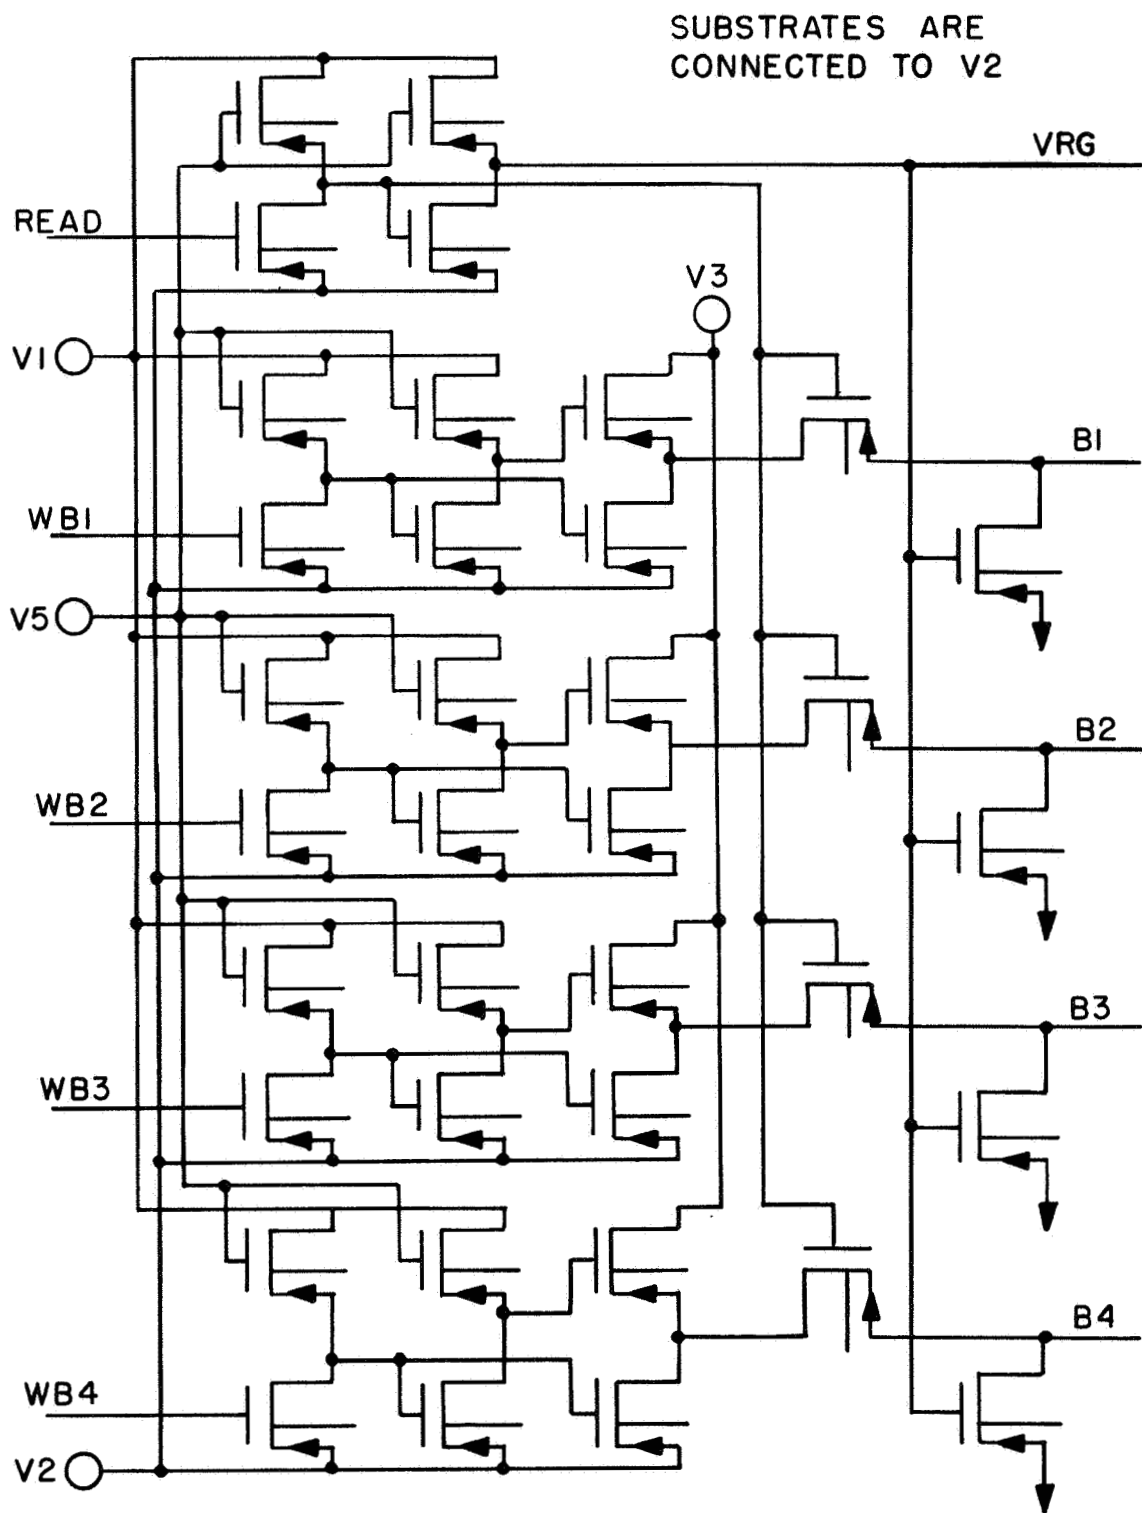 SUBSTRATES ARE
CONNECTED TO V2
VRG
READ
V3
V1
B1
WB1
V5
B2
WB2
B3
WB3
B4
WB4
V2